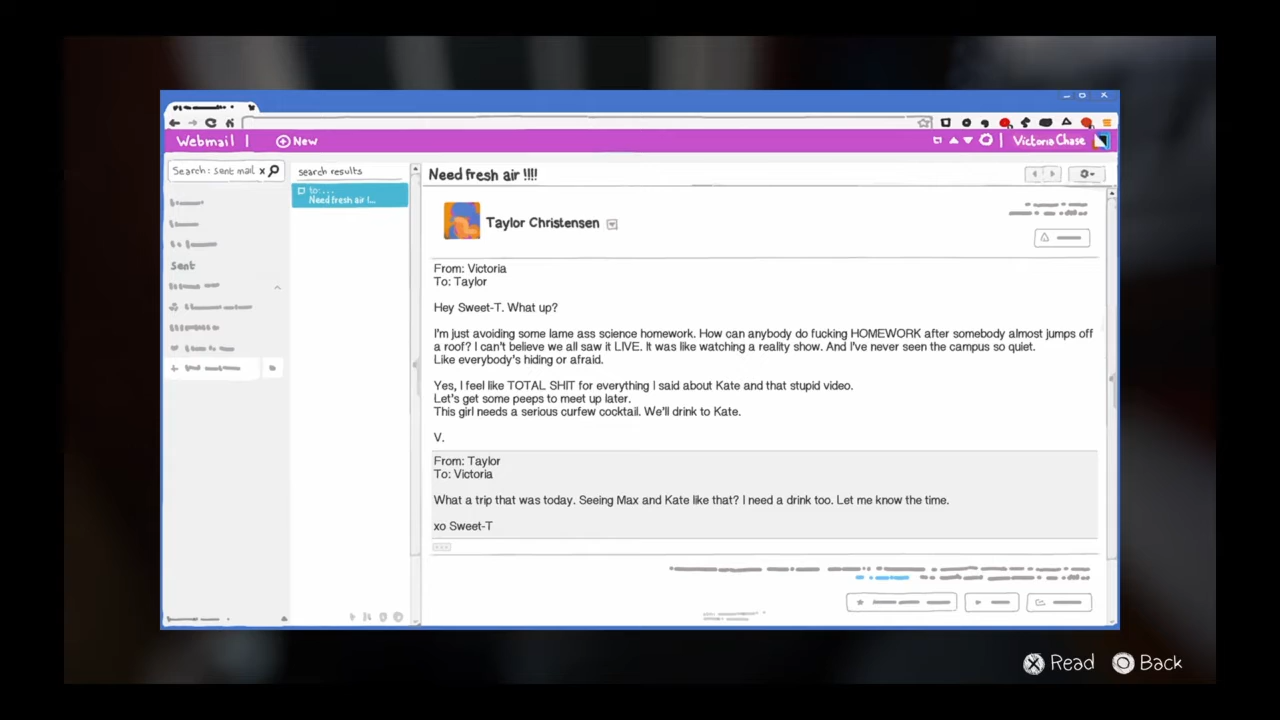 Webmail | New Victoria Chase
Search: sent mail x
search results
Need fresh air !!!!
to:...
Need fresh air !...
Taylor Christensen
Sent
From: Victoria
To: Taylor
Hey Sweet-T. What up?
I'm just avoiding some lame ass science homework. How can anybody do fucking HOMEWORK after somebody almost jumps off
a roof? I can't believe we all saw it LIVE. It was like watching a reality show. And I've never seen the campus so quiet.
Like everybody's hiding or afraid.
Yes, I feel like TOTAL SHIT for everything I said about Kate and that stupid video.
Let's get some peeps to meet up later.
This girl needs a serious curfew cocktail. We'll drink to Kate.
V.
From: Taylor
To: Victoria
What a trip that was today. Seeing Max and Kate like that? I need a drink too. Let me know the time.
xo Sweet-T
Read Back